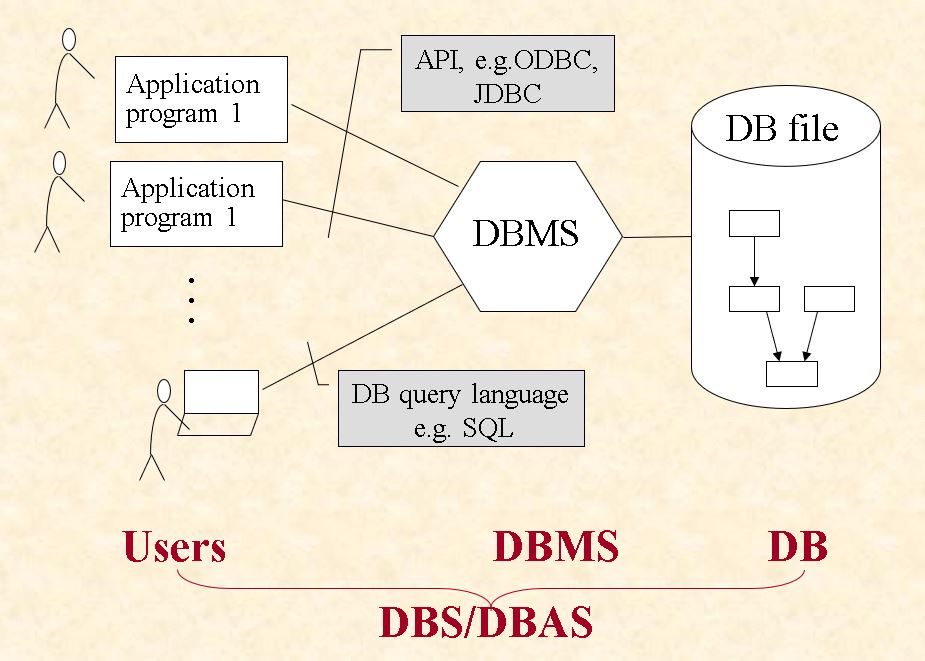 API, e.g.ODBC,
JDBC
Application
program 1
DB file
Application
program 1
DBMS
DB query language
e.g. SQL
Users
DBMS
DB
DBS/DBAS